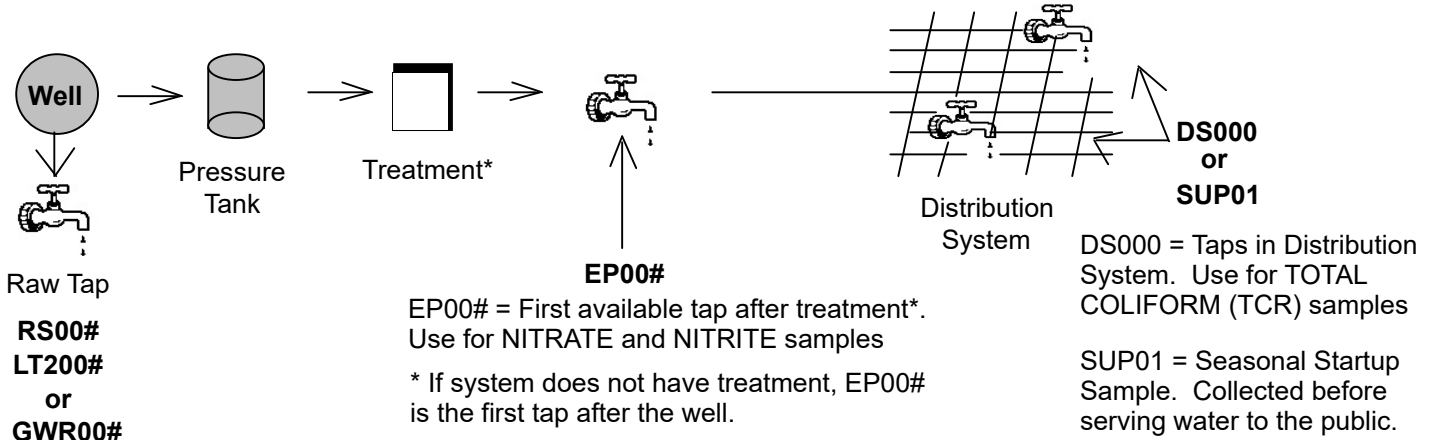 Well
Pressure
Tank
Treatment*
Raw Tap
RS00#
LT200#
or
GWR00#
EP00#
EP00# = First available tap after treatment*.
Use for NITRATE and NITRITE samples
* If system does not have treatment, EP00#
is the first tap after the well.
Distribution
System
DS000
or
SUP01
DS000 = Taps in Distribution
System.  Use for TOTAL
COLIFORM (TCR) samples
SUP01 = Seasonal Startup
Sample.  Collected before
serving water to the public.